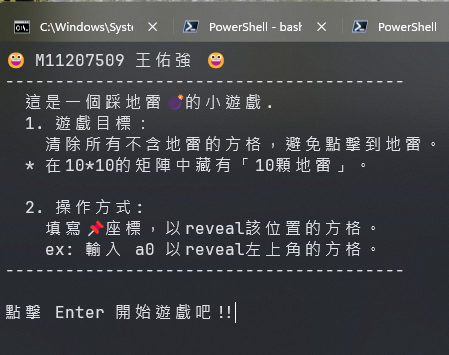 C:\Windows\Syste
PowerShell - bash
PowerShell
😀 M11207509 王佑強 😀
-----------------------------------------
這是一個踩地雷💣的小遊戲.
1. 遊戲目標:
清除所有不含地雷的方格，避免點擊到地雷。
* 在10*10的矩陣中藏有「10顆地雷」。
2. 操作方式:
填寫📌座標，以reveal該位置的方格。
ex: 輸入 a0 以reveal左上角的方格。
-----------------------------------------
點擊 Enter 開始遊戲吧!!